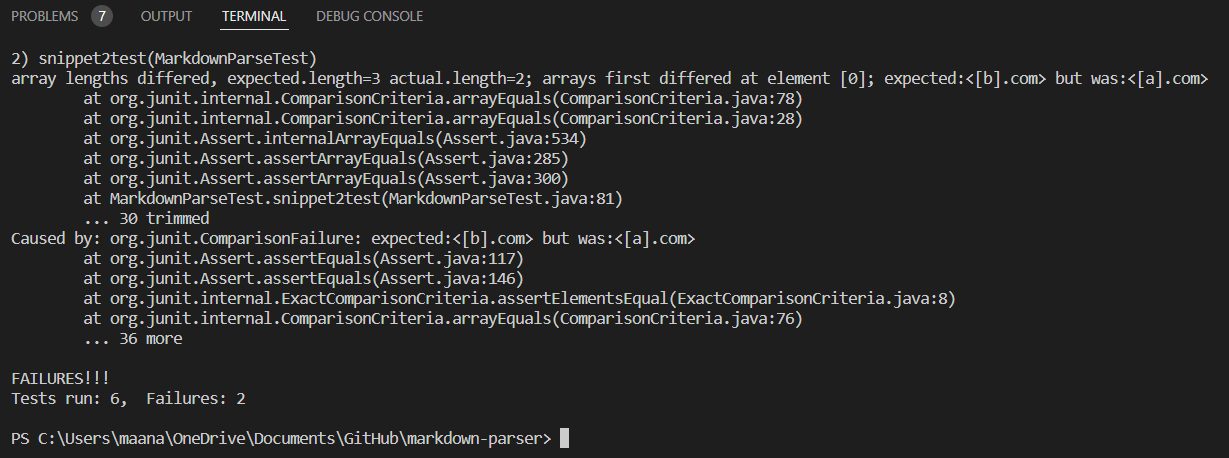 PROBLEMS 7 OUTPUT TERMINAL DEBUG CONSOLE
2) snippet2test(MarkdownParseTest)
array lengths differed, expected.length=3 actual.length=2; arrays first differed at element [0]; expected:<[b].com> but was:<[a].com>
at org.junit.internal.ComparisonCriteria.arrayEquals(ComparisonCriteria.java:78)
at org.junit.internal.ComparisonCriteria.arrayEquals(ComparisonCriteria.java:28)
at org.junit.Assert.internalArrayEquals(Assert.java:534)
at org.junit.Assert.assertArrayEquals(Assert.java:285)
at org.junit.Assert.assertArrayEquals(Assert.java:300)
at MarkdownParseTest.snippet2test(MarkdownParseTest.java:81)
... 30 trimmed
Caused by: org.junit.ComparisonFailure: expected:<[b].com> but was:<[a].com>
at org.junit.Assert.assertEquals(Assert.java:117)
at org.junit.Assert.assertEquals(Assert.java:146)
at org.junit.internal.ExactComparisonCriteria.assertElementsEqual(ExactComparisonCriteria.java:8)
at org.junit.internal.ComparisonCriteria.arrayEquals(ComparisonCriteria.java:76)
... 36 more
FAILURES!!!
Tests run: 6,  Failures: 2
PS C:\Users\maana\OneDrive\Documents\GitHub\markdown-parser>